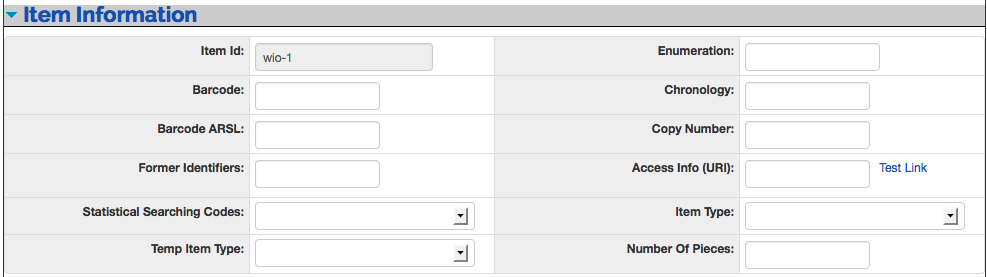 Item Information
Item Id: wio-1 Enumeration:
Barcode: Chronology:
Barcode ARSL: Copy Number:
Former Identifiers: Access Info (URI): Test Link
Statistical Searching Codes: Item Type:
Temp Item Type: Number Of Pieces: